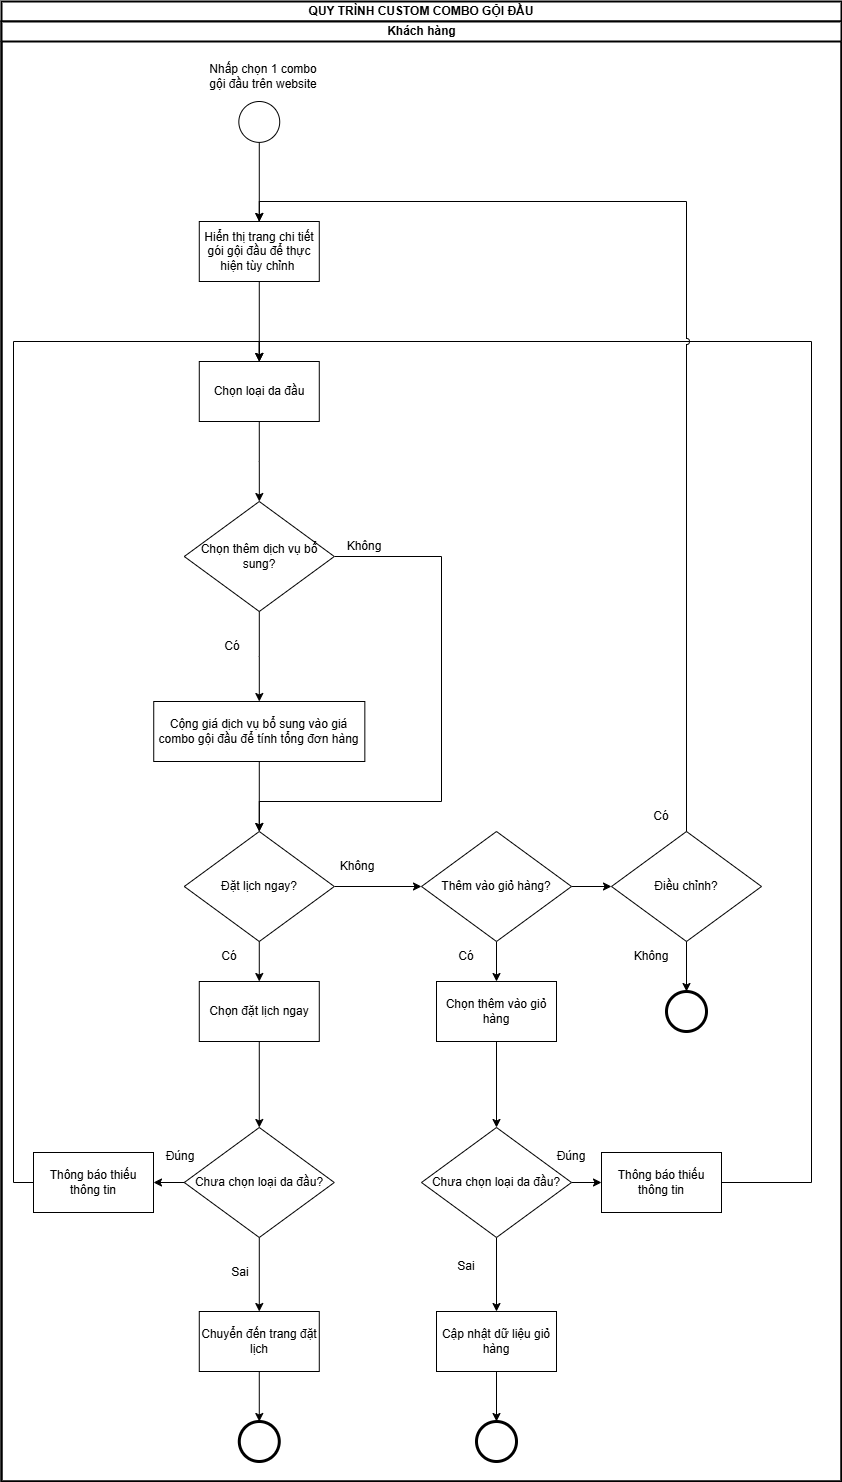 QUY TRÌNH CUSTOM COMBO GỘI ĐẦU
Khách hàng
Nhấp chọn 1 combo
gội đầu trên website
Hiển thị trang chi tiết
gói gội đầu để thực
hiện tùy chỉnh
Chọn loại da đầu
Chọn thêm dịch vụ bổ
sung?
Không
Có
Cộng giá dịch vụ bổ sung vào giá
combo gội đầu để tính tổng đơn hàng
Có
Đặt lịch ngay?
Không
Thêm vào giỏ hàng?
Điều chỉnh?
Có
Có
Không
Chọn đặt lịch ngay
Chọn thêm vào giỏ
hàng
Thông báo thiếu
thông tin
Đúng
Chưa chọn loại da đầu?
Chưa chọn loại da đầu?
Đúng
Thông báo thiếu
thông tin
Sai
Sai
Chuyển đến trang đặt
lịch
Cập nhật dữ liệu giỏ
hàng